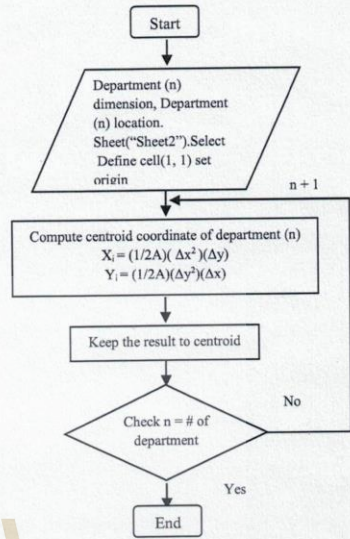 Start
Department (n)
dimension, Department
(n) location.
Sheet("Sheet2").Select
Define cell(1, 1) set
origin
n + 1
Compute centroid coordinate of department (n)
Xᵢ = (1/2A)( Δx²)(Δy)
Yᵢ = (1/2A)(Δy²)(Δx)
Keep the result to centroid
Check n = # of
department
No
Yes
End